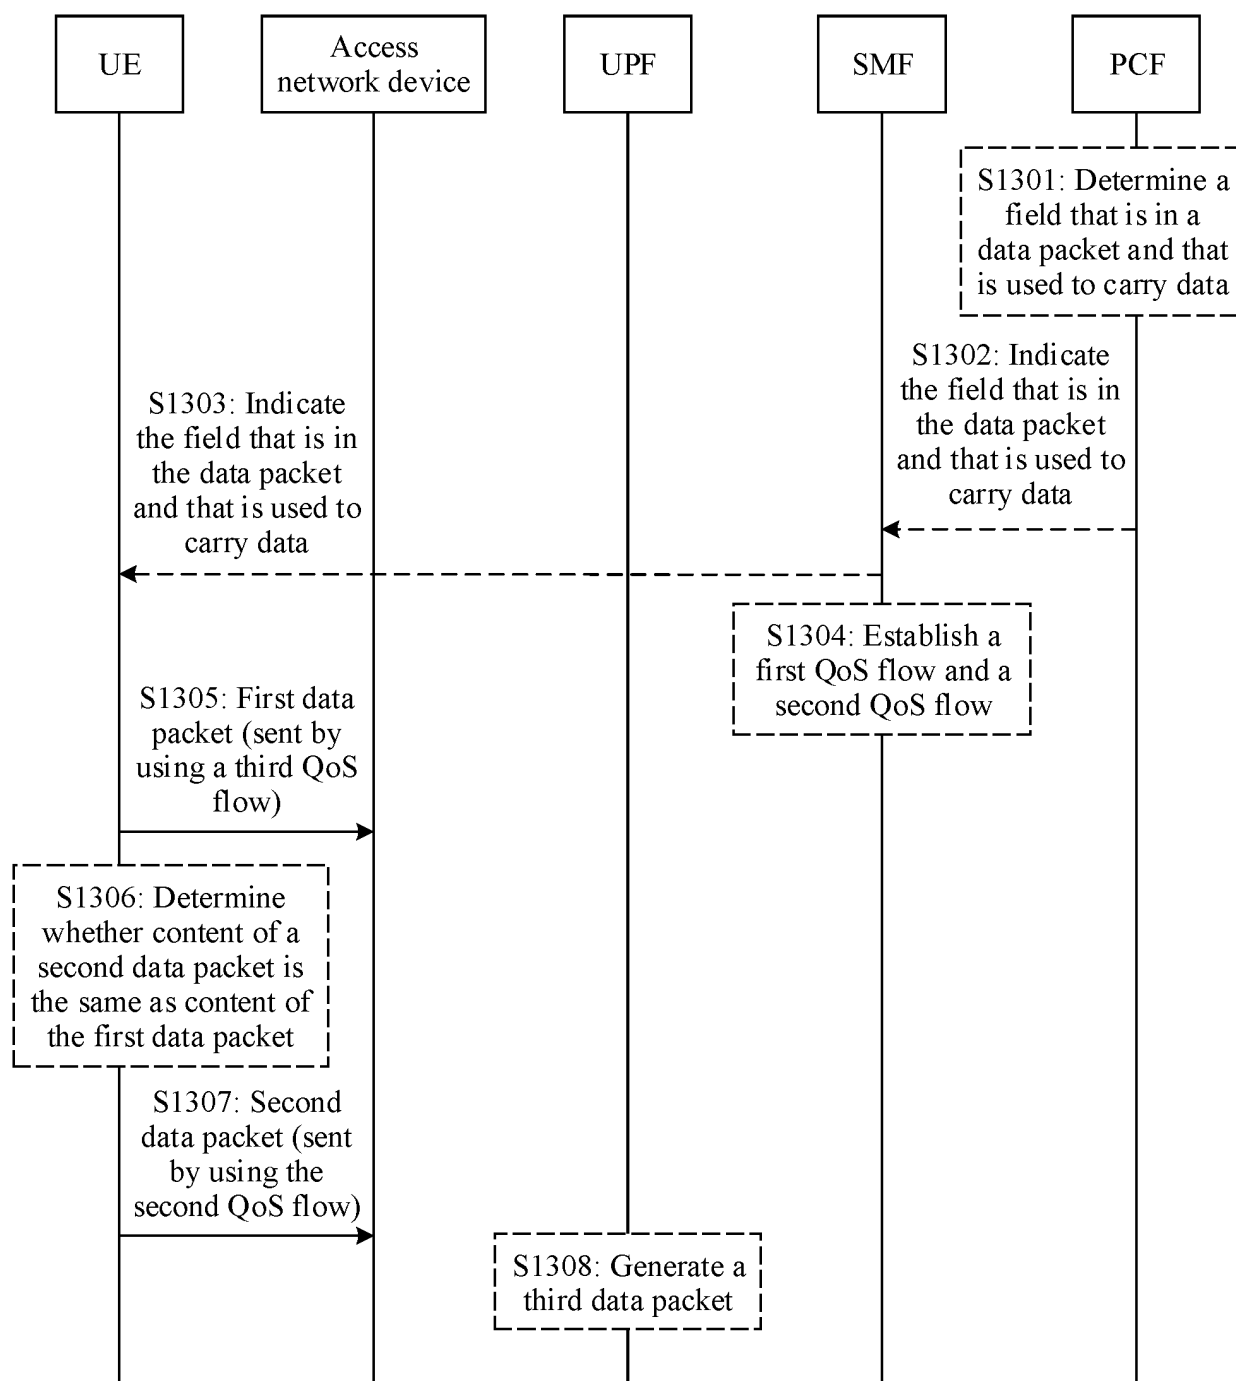 UE
Access
network device
UPF
SMF
PCF
S1301: Determine a
field that is in a
data packet and that
is used to carry data
S1302: Indicate
the field that is in
the data packet
and that is used to
carry data
S1303: Indicate
the field that is in
the data packet
and that is used to
carry data
S1304: Establish a
first QoS flow and a
second QoS flow
S1305: First data
packet (sent by
using a third QoS
flow)
S1306: Determine
whether content of a
second data packet is
the same as content of
the first data packet
S1307: Second
data packet (sent
by using the
second QoS flow)
S1308: Generate a
third data packet